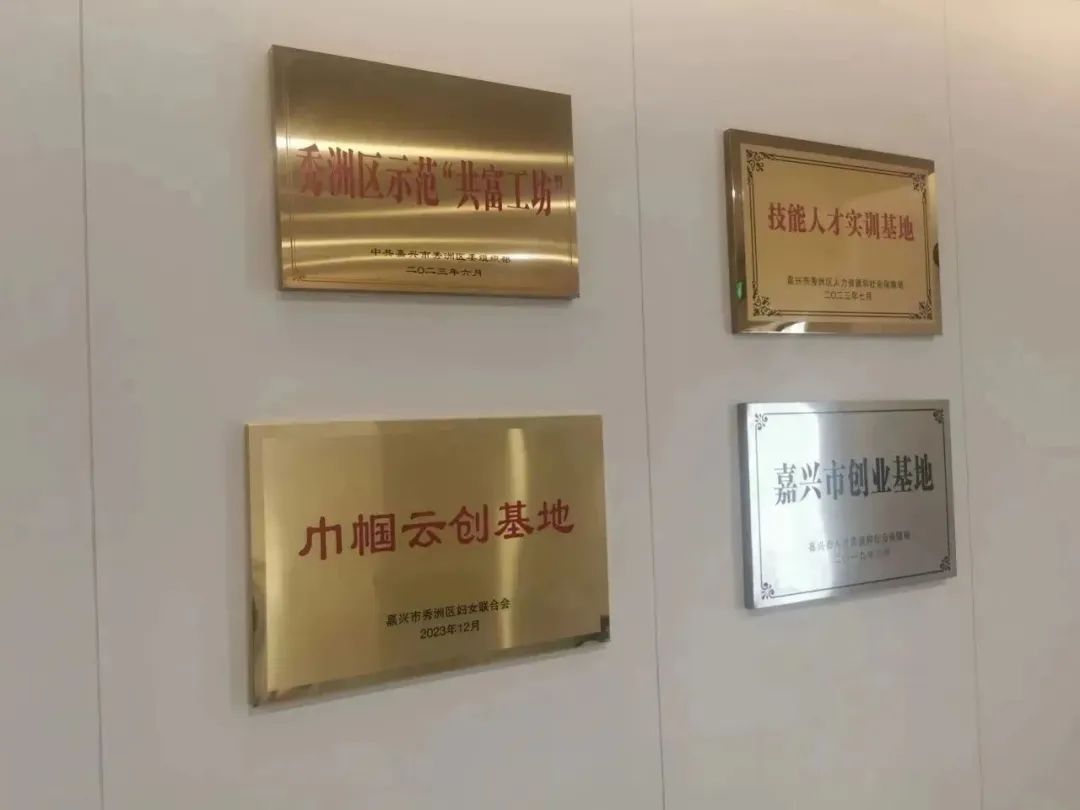 秀洲区示范“共富工坊”
中共嘉兴市秀洲区委组织部
二〇二三年六月
技能人才实训基地
嘉兴市秀洲区人力资源和社会保障局
二〇二三年七月
巾帼云创基地
嘉兴市秀洲区妇女联合会
2023年12月
嘉兴市创业基地